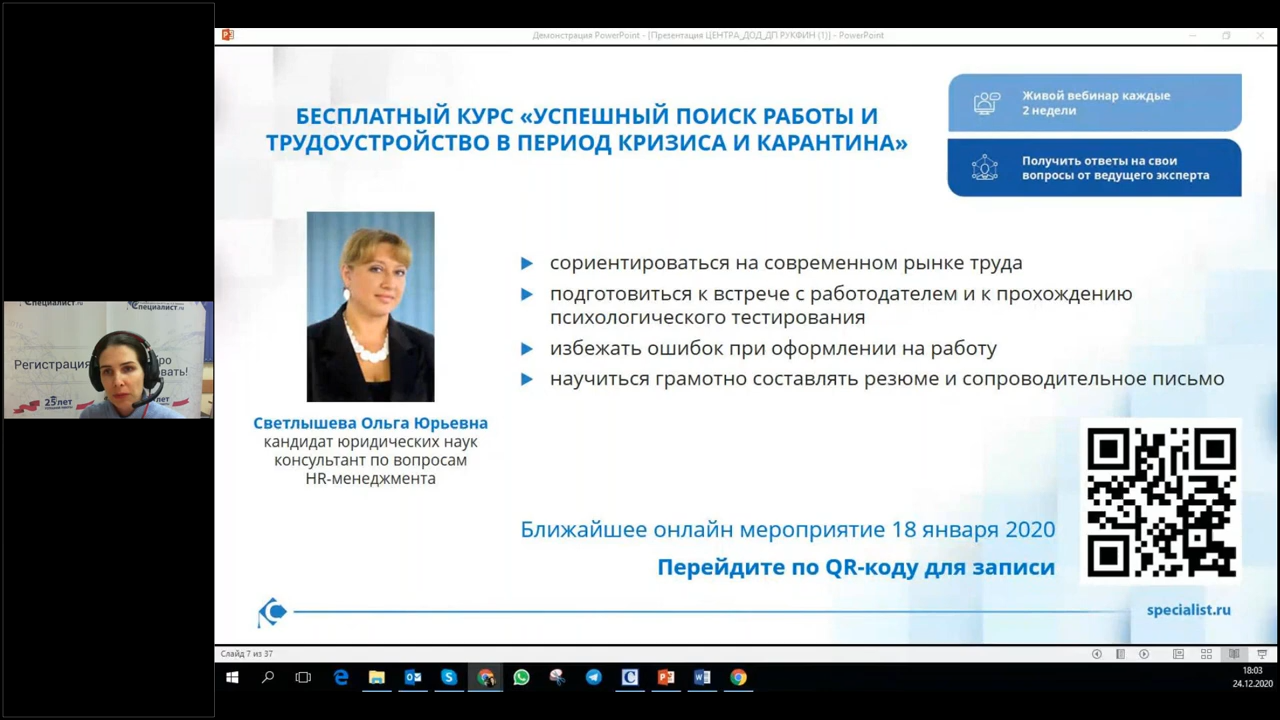 Демонстрация PowerPoint - [Презентация ЦЕНТРА_ДОД_ДП РУКФИН (1)] - PowerPoint
БЕСПЛАТНЫЙ КУРС «УСПЕШНЫЙ ПОИСК РАБОТЫ И
ТРУДОУСТРОЙСТВО В ПЕРИОД КРИЗИСА И КАРАНТИНА»
Живой вебинар каждые
2 недели
Получить ответы на свои
вопросы от ведущего эксперта
сориентироваться на современном рынке труда
подготовиться к встрече с работодателем и к прохождению
психологического тестирования
избежать ошибок при оформлении на работу
научиться грамотно составлять резюме и сопроводительное письмо
Светлышева Ольга Юрьевна
кандидат юридических наук
консультант по вопросам
HR-менеджмента
Регистрация
25 лет
Ближайшее онлайн мероприятие 18 января 2020
Перейдите по QR-коду для записи
specialist.ru
Слайд 7 из 37
18:03
24.12.2020